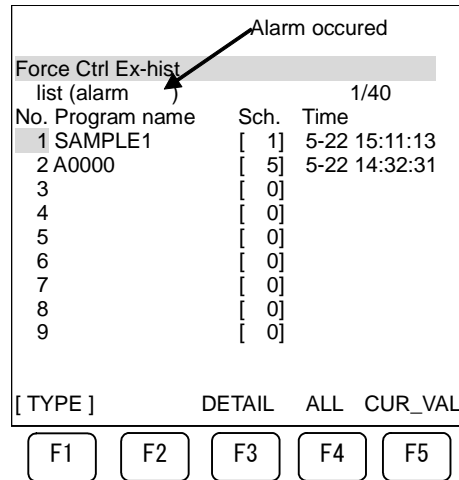 Alarm occured
Force Ctrl Ex-hist
list (alarm ) 1/40
No. Program name Sch. Time
1 SAMPLE1 [ 1] 5-22 15:11:13
2 A0000 [ 5] 5-22 14:32:31
3 [ 0]
4 [ 0]
5 [ 0]
6 [ 0]
7 [ 0]
8 [ 0]
9 [ 0]
[ TYPE ] DETAIL ALL CUR_VAL
F1 F2 F3 F4 F5